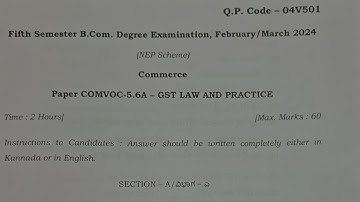 Q.P. Code – 04V501
Fifth Semester B.Com. Degree Examination, February/March 2024
(NEP Scheme)
Commerce
Paper COMVOC-5.6A – GST LAW AND PRACTICE
Time : 2 Hours] [Max. Marks : 60
Instructions to Candidates : Answer should be written completely either in
Kannada or in English.
SECTION – A/ವಿಭಾಗ – ಎ